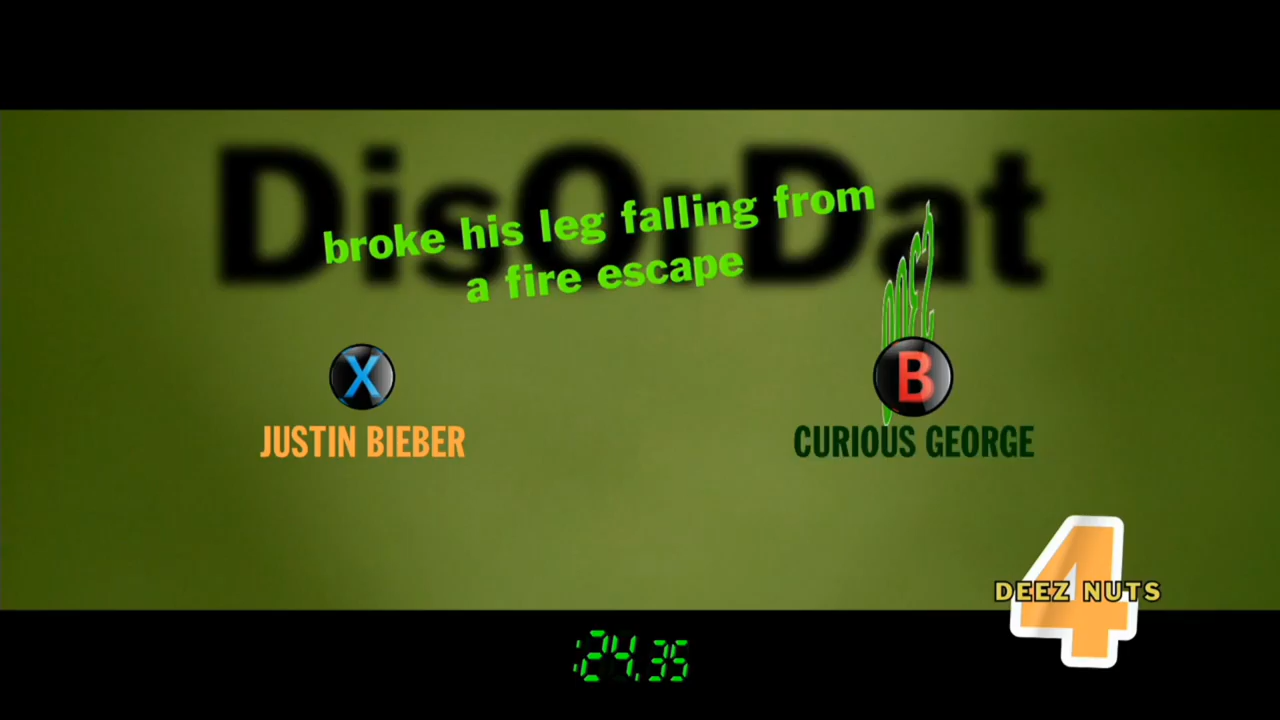 DisOrDat
broke his leg falling from
a fire escape
X
B
JUSTIN BIEBER
CURIOUS GEORGE
4
DEEZ NUTS
:24.35